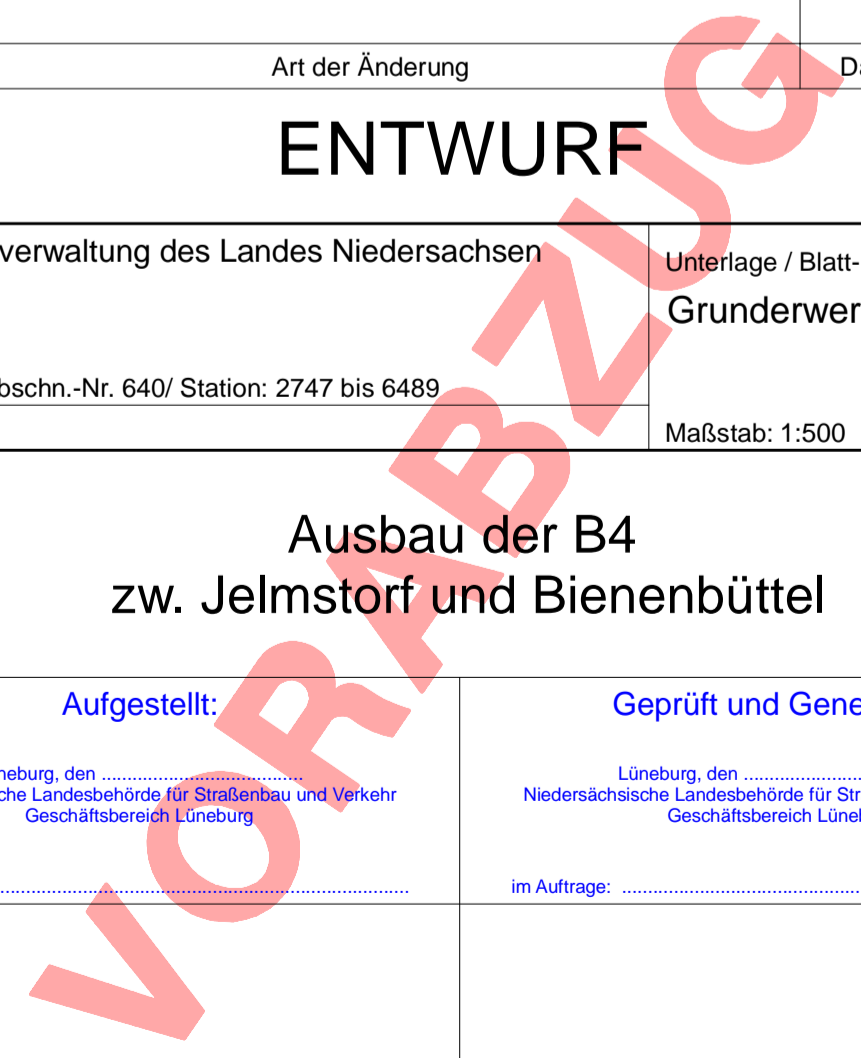 Art der Änderung
ENTWURF
verwaltung des Landes Niedersachsen
Unterlage / Blatt-
Grunderwer
bschn.-Nr. 640/ Station: 2747 bis 6489
Maßstab: 1:500
Ausbau der B4
zw. Jelmstorf und Bienenbüttel
Aufgestellt:
neburg, den .......................................
che Landesbehörde für Straßenbau und Verkehr
Geschäftsbereich Lüneburg
Geprüft und Gene
Lüneburg, den .......................
Niedersächsische Landesbehörde für Str
Geschäftsbereich Lüne
im Auftrage: ..............................................
VORABZUG